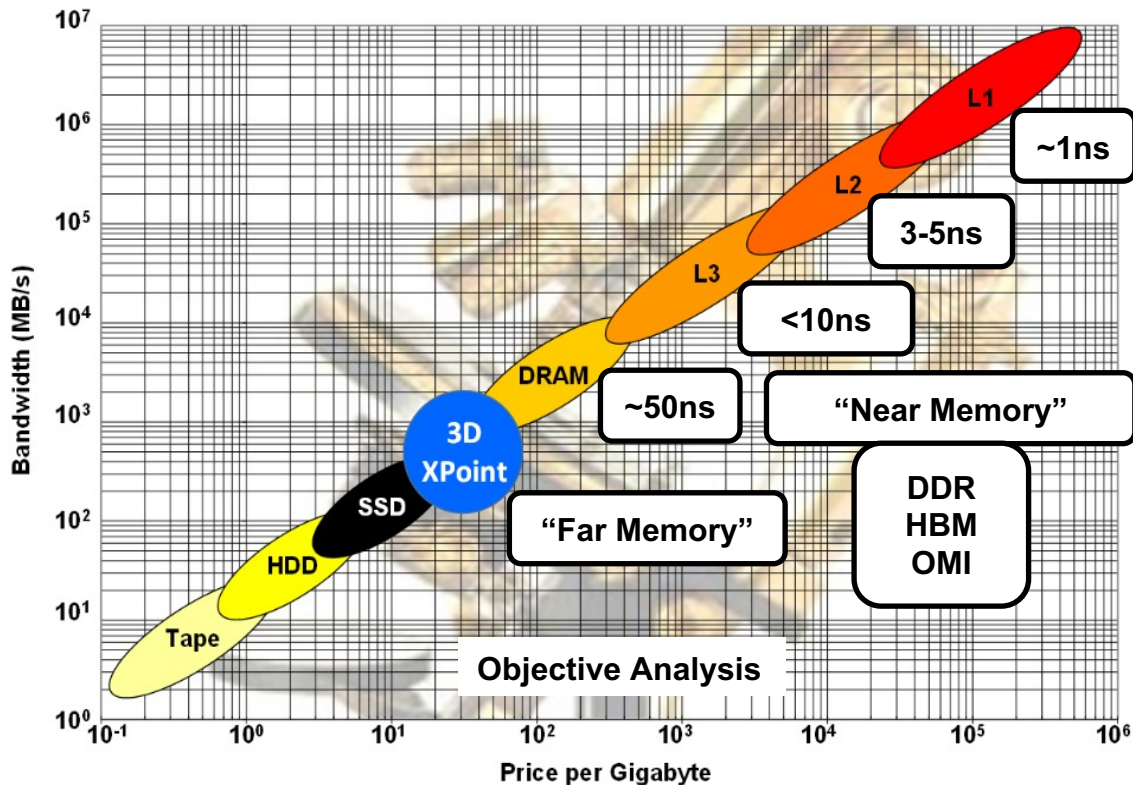 10⁷
10⁶
10⁵
10⁴
10³
10²
10¹
10⁰
Bandwidth (MB/s)
L1
~1ns
L2
3-5ns
L3
<10ns
DRAM
~50ns
“Near Memory”
3D
XPoint
DDR
HBM
OMI
SSD
“Far Memory”
HDD
Tape
Objective Analysis
10⁻¹ 10⁰ 10¹ 10² 10³ 10⁴ 10⁵ 10⁶
Price per Gigabyte